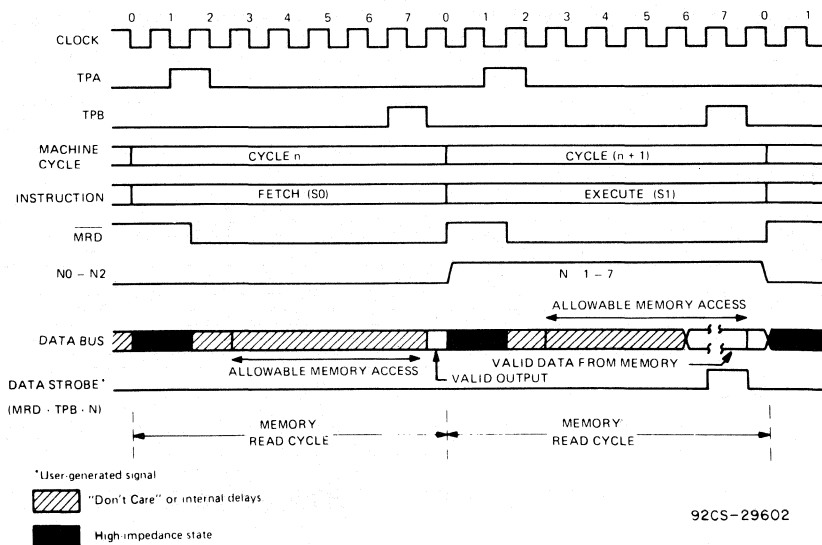 0 1 2 3 4 5 6 7 0 1 2 3 4 5 6 7 0 1
CLOCK
TPA
TPB
MACHINE
CYCLE
CYCLE n
CYCLE (n + 1)
INSTRUCTION
FETCH (S0)
EXECUTE (S1)
MRD
N0 – N2
N 1 – 7
ALLOWABLE MEMORY ACCESS
DATA BUS
ALLOWABLE MEMORY ACCESS
VALID DATA FROM MEMORY
VALID OUTPUT
DATA STROBE*
(MRD · TPB · N)
MEMORY
READ CYCLE
MEMORY
READ CYCLE
*User-generated signal
"Don't Care" or internal delays
High-impedance state
92CS-29602